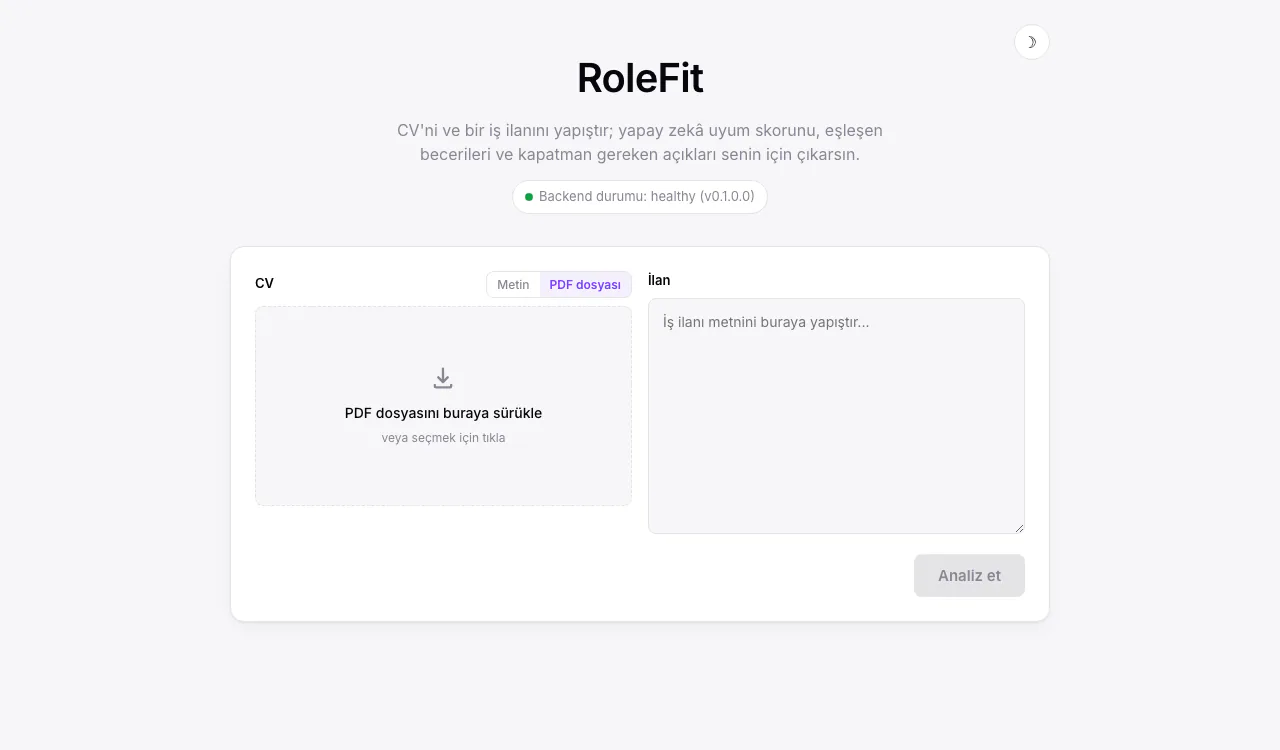 RoleFit
CV'ni ve bir iş ilanını yapıştır; yapay zekâ uyum skorunu, eşleşen
becerileri ve kapatman gereken açıkları senin için çıkarsın.
Backend durumu: healthy (v0.1.0.0)
CV
Metin
PDF dosyası
PDF dosyasını buraya sürükle
veya seçmek için tıkla
İlan
İş ilanı metnini buraya yapıştır...
Analiz et